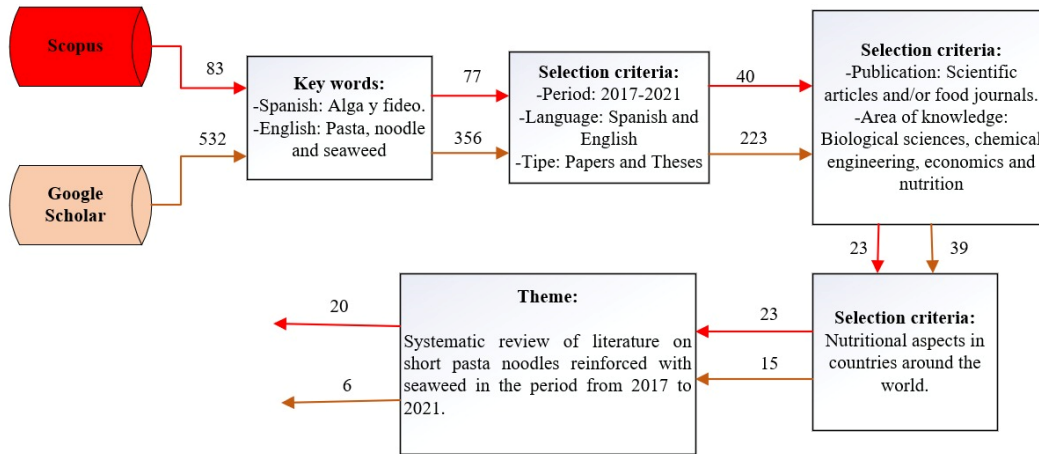 Scopus
83
Google
Scholar
532
Key words:
-Spanish: Alga y fideo.
-English: Pasta, noodle
and seaweed
77
356
Selection criteria:
-Period: 2017-2021
-Language: Spanish and
English
-Tipe: Papers and Theses
40
223
Selection criteria:
-Publication: Scientific
articles and/or food journals.
-Area of knowledge:
Biological sciences, chemical
engineering, economics and
nutrition
23
39
Selection criteria:
Nutritional aspects in
countries around the
world.
23
15
Theme:
Systematic review of literature on
short pasta noodles reinforced with
seaweed in the period from 2017 to
2021.
20
6